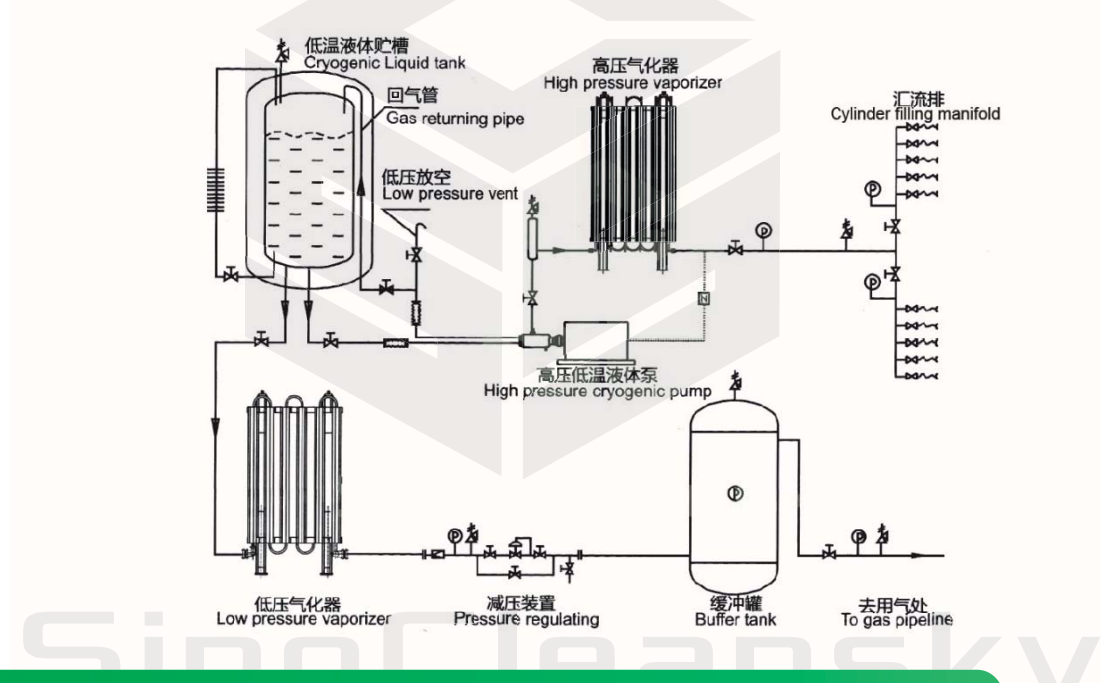 低温液体贮槽
Cryogenic Liquid tank
回气管
Gas returning pipe
低压放空
Low pressure vent
高压气化器
High pressure vaporizer
汇流排
Cylinder filling manifold
P
P
P
Z
高压低温液体泵
High pressure cryogenic pump
P
P
P
低压气化器
Low pressure vaporizer
减压装置
Pressure regulating
缓冲罐
Buffer tank
去用气处
To gas pipeline
SinoCleansky